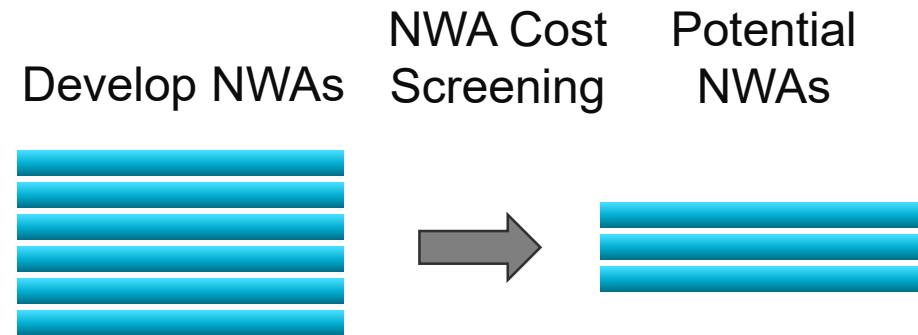 Develop NWAs
NWA Cost
Screening
Potential
NWAs